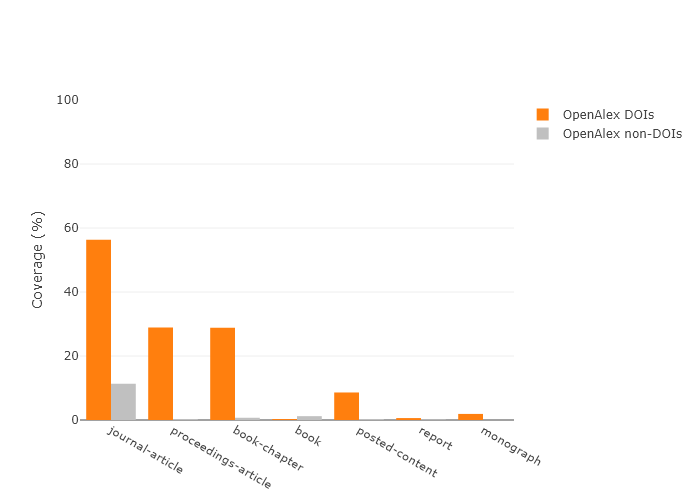 100
80
60
40
20
0
Coverage (%)
journal-article
proceedings-article
book-chapter
book
posted-content
report
monograph
OpenAlex DOIs
OpenAlex non-DOIs